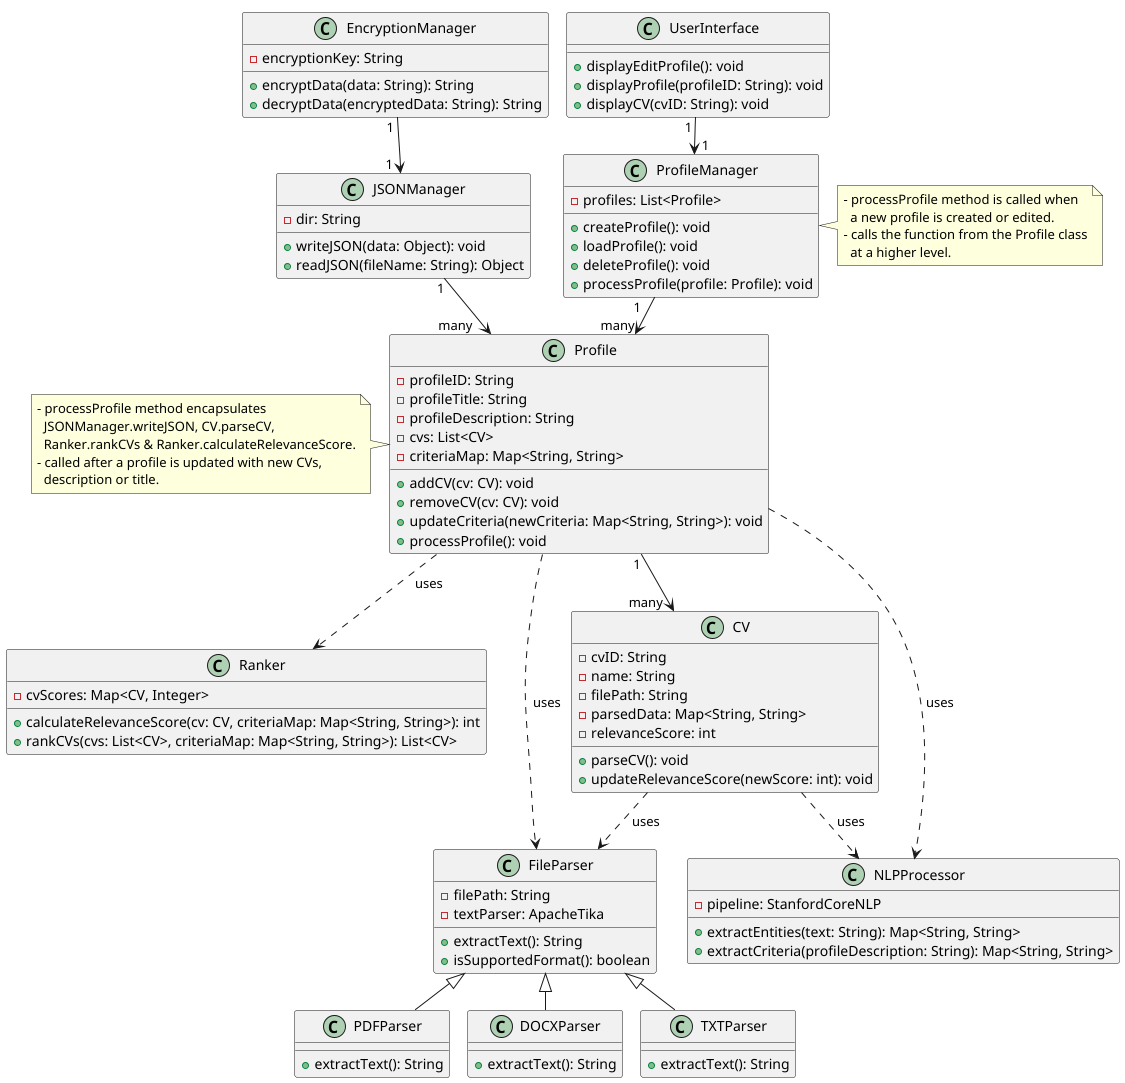 C EncryptionManager
encryptionKey: String
encryptData(data: String): String
decryptData(encryptedData: String): String
C UserInterface
displayEditProfile(): void
displayProfile(profileID: String): void
displayCV(cvID: String): void
1
1
1
1
C JSONManager
dir: String
writeJSON(data: Object): void
readJSON(fileName: String): Object
C ProfileManager
profiles: List<Profile>
createProfile(): void
loadProfile(): void
deleteProfile(): void
processProfile(profile: Profile): void
- processProfile method is called when
a new profile is created or edited.
- calls the function from the Profile class
at a higher level.
1
many
1
many
C Profile
profileID: String
profileTitle: String
profileDescription: String
cvs: List<CV>
criteriaMap: Map<String, String>
addCV(cv: CV): void
removeCV(cv: CV): void
updateCriteria(newCriteria: Map<String, String>): void
processProfile(): void
- processProfile method encapsulates
JSONManager.writeJSON, CV.parseCV,
Ranker.rankCVs & Ranker.calculateRelevanceScore.
- called after a profile is updated with new CVs,
description or title.
uses
1
many
uses
uses
C Ranker
cvScores: Map<CV, Integer>
calculateRelevanceScore(cv: CV, criteriaMap: Map<String, String>): int
rankCVs(cvs: List<CV>, criteriaMap: Map<String, String>): List<CV>
C CV
cvID: String
name: String
filePath: String
parsedData: Map<String, String>
relevanceScore: int
parseCV(): void
updateRelevanceScore(newScore: int): void
uses
uses
C FileParser
filePath: String
textParser: ApacheTika
extractText(): String
isSupportedFormat(): boolean
C NLPProcessor
pipeline: StanfordCoreNLP
extractEntities(text: String): Map<String, String>
extractCriteria(profileDescription: String): Map<String, String>
C PDFParser
extractText(): String
C DOCXParser
extractText(): String
C TXTParser
extractText(): String